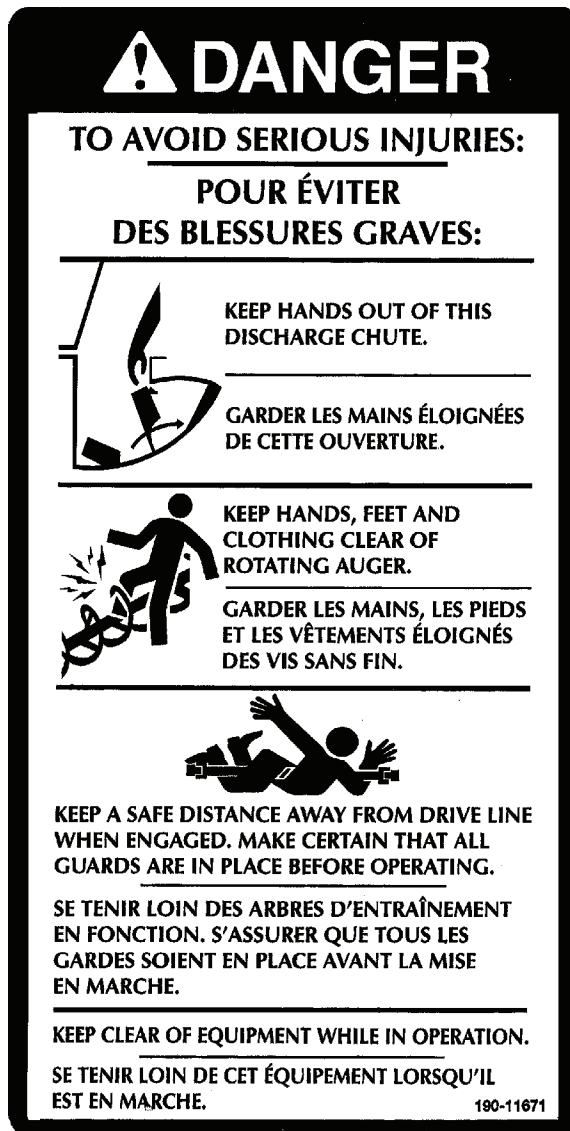 DANGER
TO AVOID SERIOUS INJURIES:
POUR ÉVITER
DES BLESSURES GRAVES:
KEEP HANDS OUT OF THIS
DISCHARGE CHUTE.
GARDER LES MAINS ÉLOIGNÉES
DE CETTE OUVERTURE.
KEEP HANDS, FEET AND
CLOTHING CLEAR OF
ROTATING AUGER.
GARDER LES MAINS, LES PIEDS
ET LES VÊTEMENTS ÉLOIGNÉS
DES VIS SANS FIN.
KEEP A SAFE DISTANCE AWAY FROM DRIVE LINE
WHEN ENGAGED. MAKE CERTAIN THAT ALL
GUARDS ARE IN PLACE BEFORE OPERATING.
SE TENIR LOIN DES ARBRES D'ENTRAÎNEMENT
EN FONCTION. S'ASSURER QUE TOUS LES
GARDES SOIENT EN PLACE AVANT LA MISE
EN MARCHE.
KEEP CLEAR OF EQUIPMENT WHILE IN OPERATION.
SE TENIR LOIN DE CET ÉQUIPEMENT LORSQU'IL
EST EN MARCHE.
190-11671